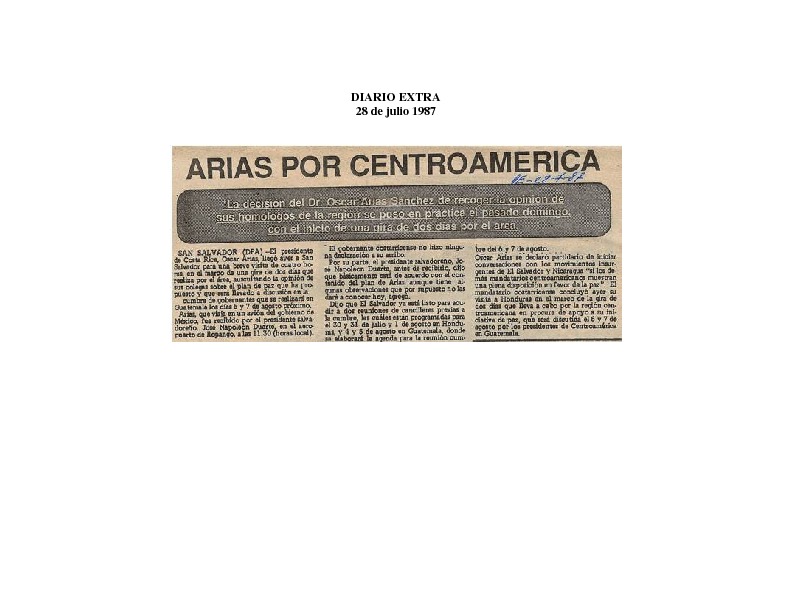 DIARIO EXTRA
28 de julio 1987
ARIAS POR CENTROAMERICA
"La decisión del Dr. Oscar Arias Sánchez de recoger la opinión de
sus homólogos de la región se puso en práctica el pasado domingo,
con el inicio de una gira de dos días por el área.
SAN SALVADOR (DPA) —El presidente
de Costa Rica, Oscar Arias, llegó ayer a San
Salvador para una breve visita de cuatro ho-
ras en el marco de una gira de dos días que
realiza por el área, auscultando la opinión de
sus colegas sobre el plan de paz que ha pro-
puesto y que será llevado a discusión en la
cumbre de gobernantes que se realizará en
Guatemala los días 6 y 7 de agosto próximo.
Arias, que viajó en un avión del gobierno de
México, fue recibido por el presidente salva-
doreño, José Napoleón Duarte, en el aero-
puerto de Ilopango, a las 11:30 (horas local).
El gobernante costarricense no hizo ningu-
na declaración a su arribo.
Por su parte, el presidente salvadoreño, Jo-
sé Napoleón Duarte, antes de recibirlo, dijo
que básicamente está de acuerdo con el con-
tenido del plan de Arias aunque tiene al-
gunas observaciones que por supuesto no las
daré a conocer hoy, agregó.
Dijo que El Salvador ya está listo para acu-
dir a dos reuniones de cancilleres previas a
la cumbre, las cuales están programadas para
el 30 y 31 de julio y 1 de agosto en Hondu-
ras, y 4 y 5 de agosto en Guatemala, donde
se elaborará la agenda para la reunión cum-
bre del 6 y 7 de agosto.
Oscar Arias se declaró partidario de iniciar
conversaciones con los movimientos insur-
gentes de El Salvador y Nicaragua "si los de-
más mandatarios centroamericanos muestran
una plena disposición en favor de la paz". El
mandatario costarricense concluyó ayer su
visita a Honduras en el marco de la gira de
dos días que lleva a cabo por la región cen-
troamericana en procura de apoyo a su ini-
ciativa de paz, que será discutida el 6 y 7 de
agosto por los presidentes de Centroamérica
en Guatemala.